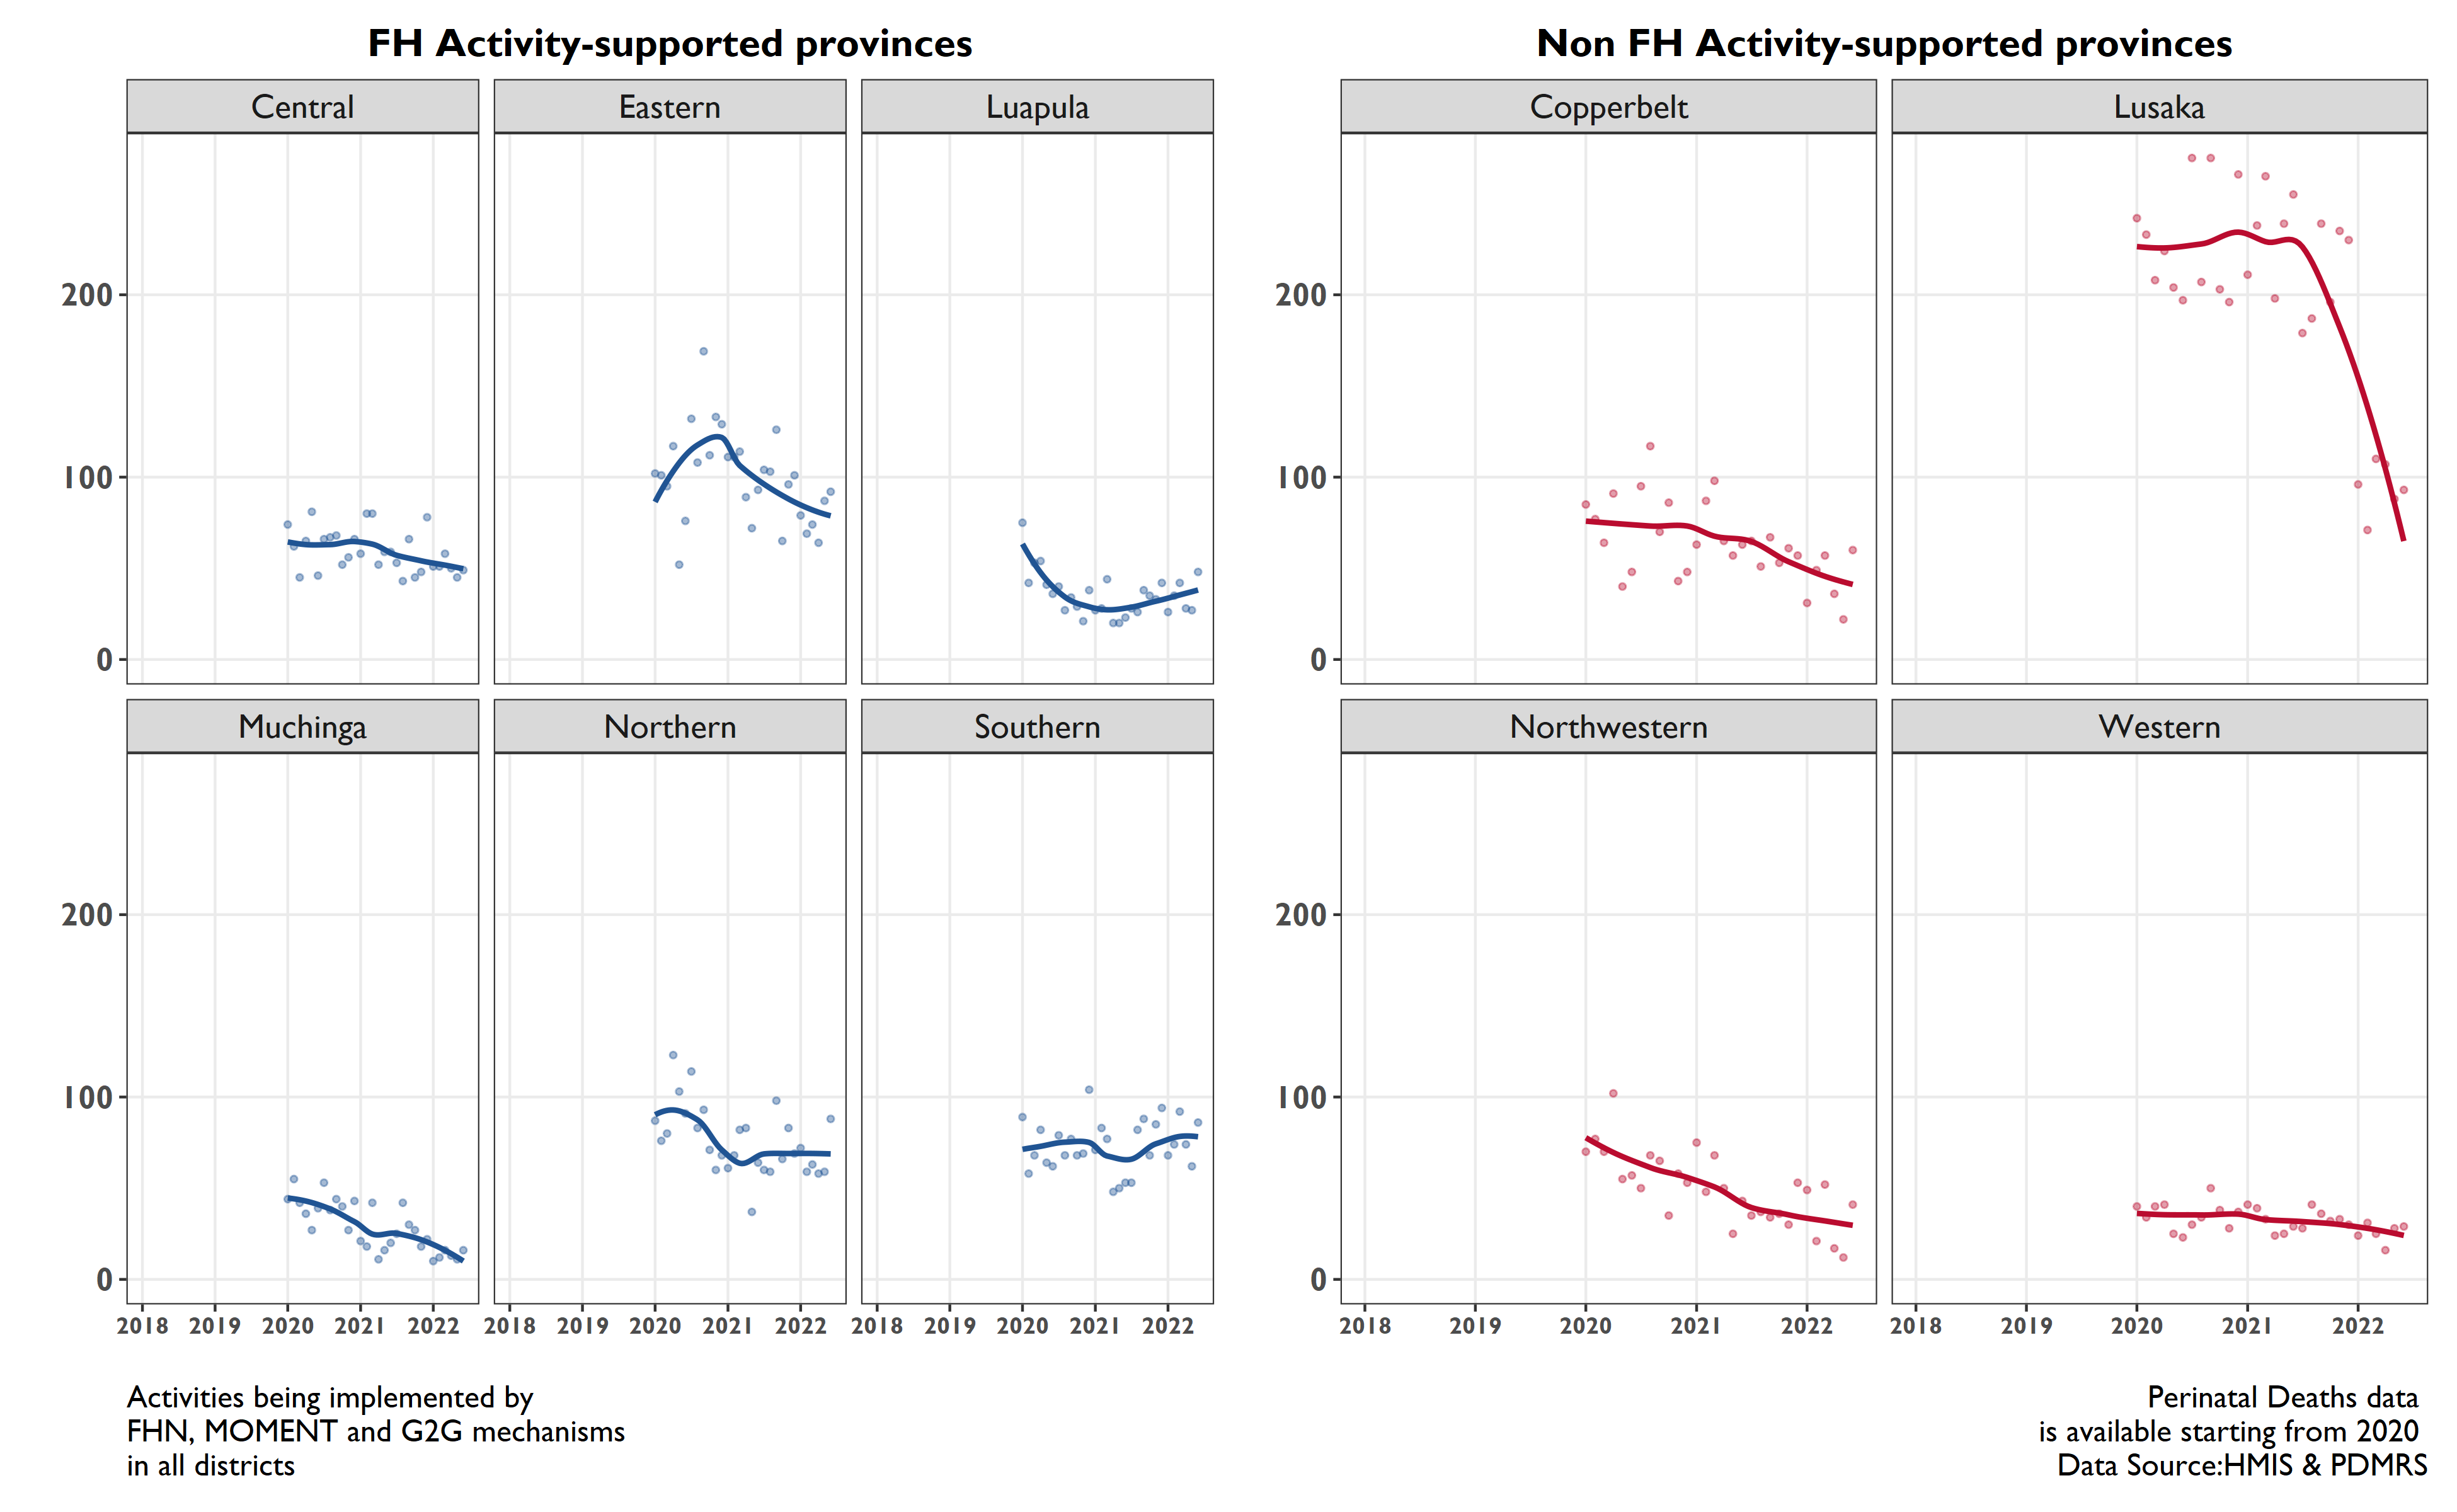 FH Activity-supported provinces
Central Eastern Luapula
200
100
0
Muchinga Northern Southern
200
100
0
2018 2019 2020 2021 2022 2018 2019 2020 2021 2022 2018 2019 2020 2021 2022
Non FH Activity-supported provinces
Copperbelt Lusaka
200
100
0
Northwestern Western
200
100
0
2018 2019 2020 2021 2022 2018 2019 2020 2021 2022
Activities being implemented by
FHN, MOMENT and G2G mechanisms
in all districts
Perinatal Deaths data
is available starting from 2020
Data Source:HMIS & PDMRS